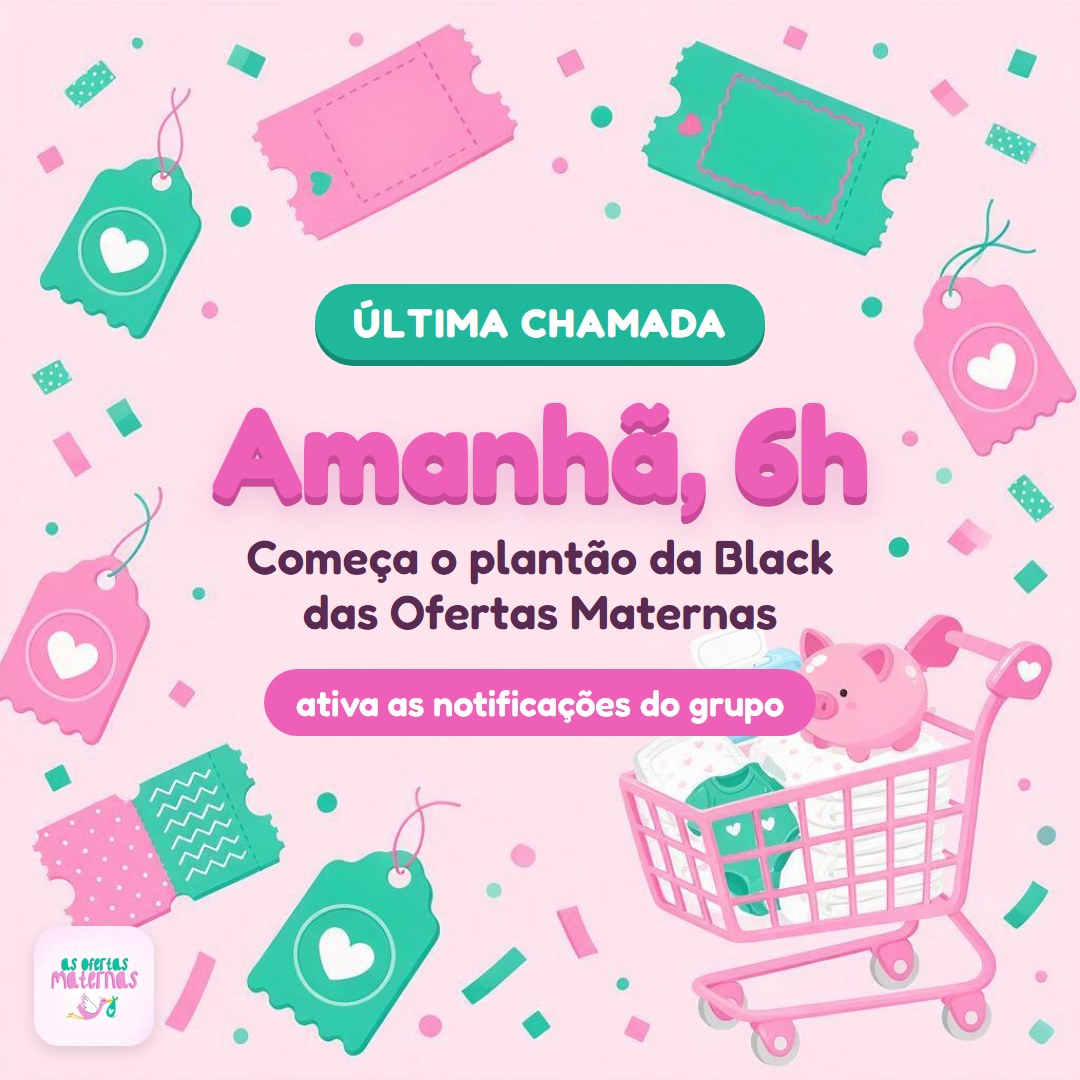 ÚLTIMA CHAMADA
Amanhã, 6h
Começa o plantão da Black
das Ofertas Maternas
ativa as notificações do grupo
as ofertas
maternas